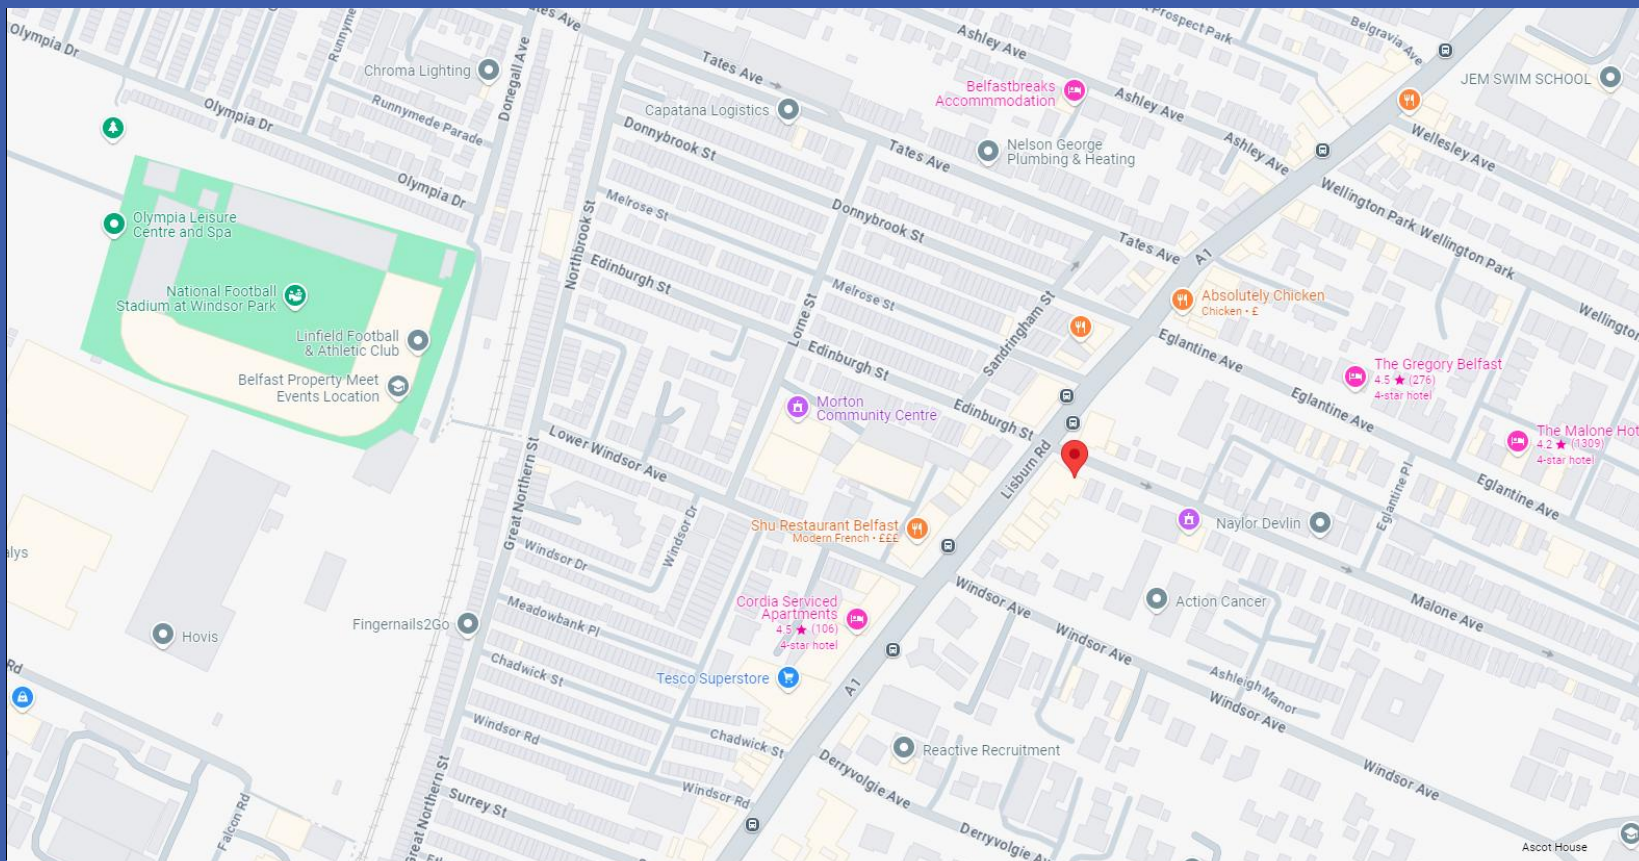 Olympia Dr
Runnyme
Chroma Lighting
Donegall Ave
ates Ave
Tates Ave
Ashley Ave
t Prospect Park
Belgravia Ave
JEM SWIM SCHOOL
Belfastbreaks
Accommmodation
Ashley Ave
Capatana Logistics
Olympia Dr
Runnymede Parade
Donnybrook St
Tates Ave
Nelson George
Plumbing & Heating
Ashley Ave
Wellesley Ave
Olympia Dr
Melrose St
Donnybrook St
Wellington Park
Wellington Park
Olympia Leisure
Centre and Spa
Northbrook St
Edinburgh St
Tates Ave
A1
National Football
Stadium at Windsor Park
Melrose St
Absolutely Chicken
Chicken • £
Wellington
Linfield Football
& Athletic Club
Lorne St
Sandringham St
Edinburgh St
Eglantine Ave
The Gregory Belfast
4.5 ★ (276)
4-star hotel
Belfast Property Meet
Events Location
Morton
Community Centre
Edinburgh St
Eglantine Ave
The Malone Hot
4.2 ★ (1309)
4-star hotel
Lower Windsor Ave
Lisburn Rd
Great Northern St
Eglantine Pl
Eglantine Ave
Shu Restaurant Belfast
Modern French • £££
Naylor Devlin
alys
Windsor Dr
Windsor Dr
Windsor Ave
Action Cancer
Malone Ave
Cordia Serviced
Apartments
4.5 ★ (106)
4-star hotel
Meadowbank Pl
Fingernails2Go
Hovis
Windsor Ave
Rd
Chadwick St
Tesco Superstore
A1
Ashleigh Manor
Windsor Ave
Windsor Rd
Chadwick St
Reactive Recruitment
Derryvolgie Ave
Windsor Ave
Windsor Rd
Surrey St
Great Northern St
Falcon Rd
Derryvolgie Av
Ascot House